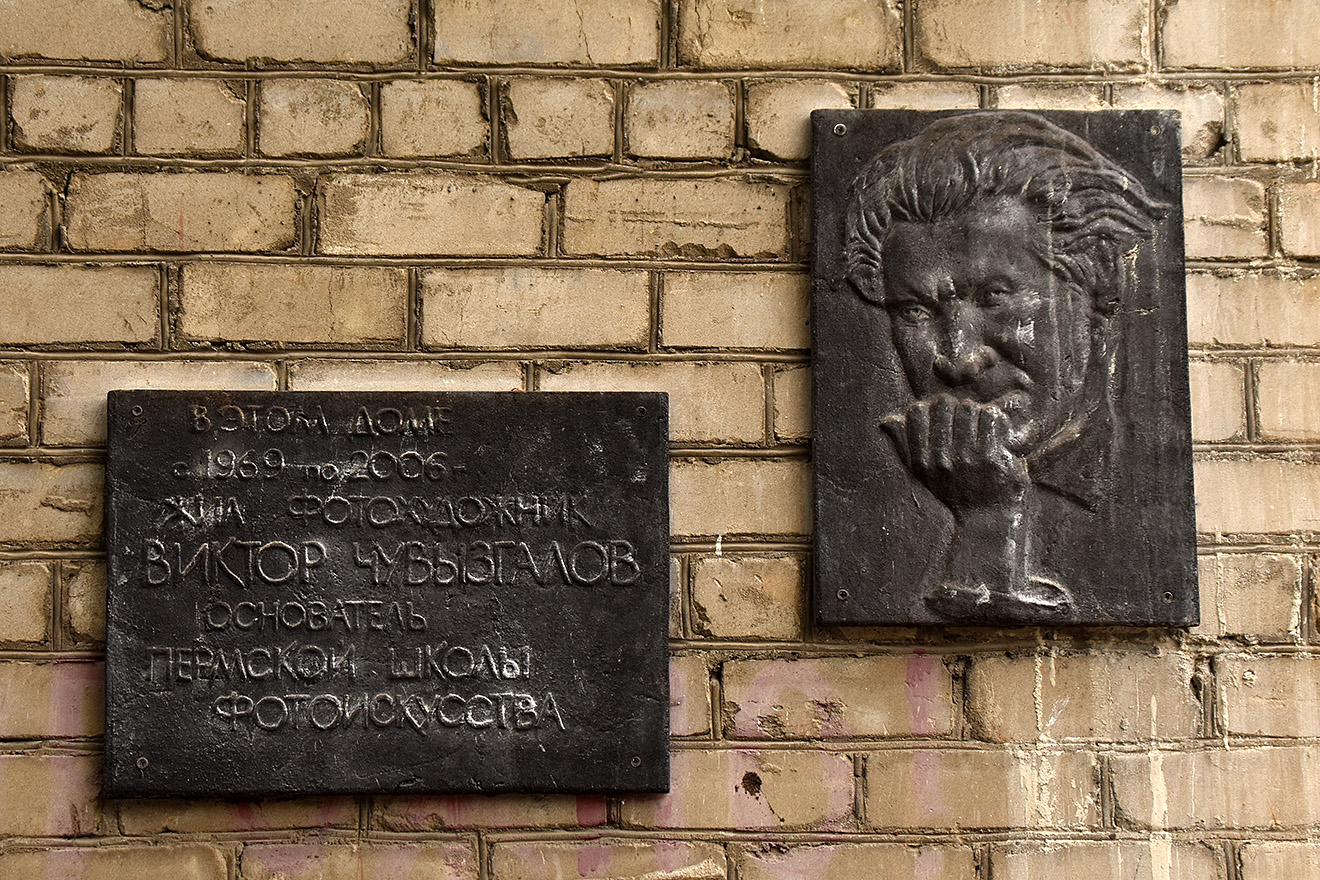 В ЭТОМ ДОМЕ
с 1969 по 2006 г
ЖИЛ ФОТОХУДОЖНИК
ВИКТОР ЧУВЫЗГАЛОВ
ОСНОВАТЕЛЬ
ПЕРМСКОЙ ШКОЛЫ
ФОТОИСКУССТВА